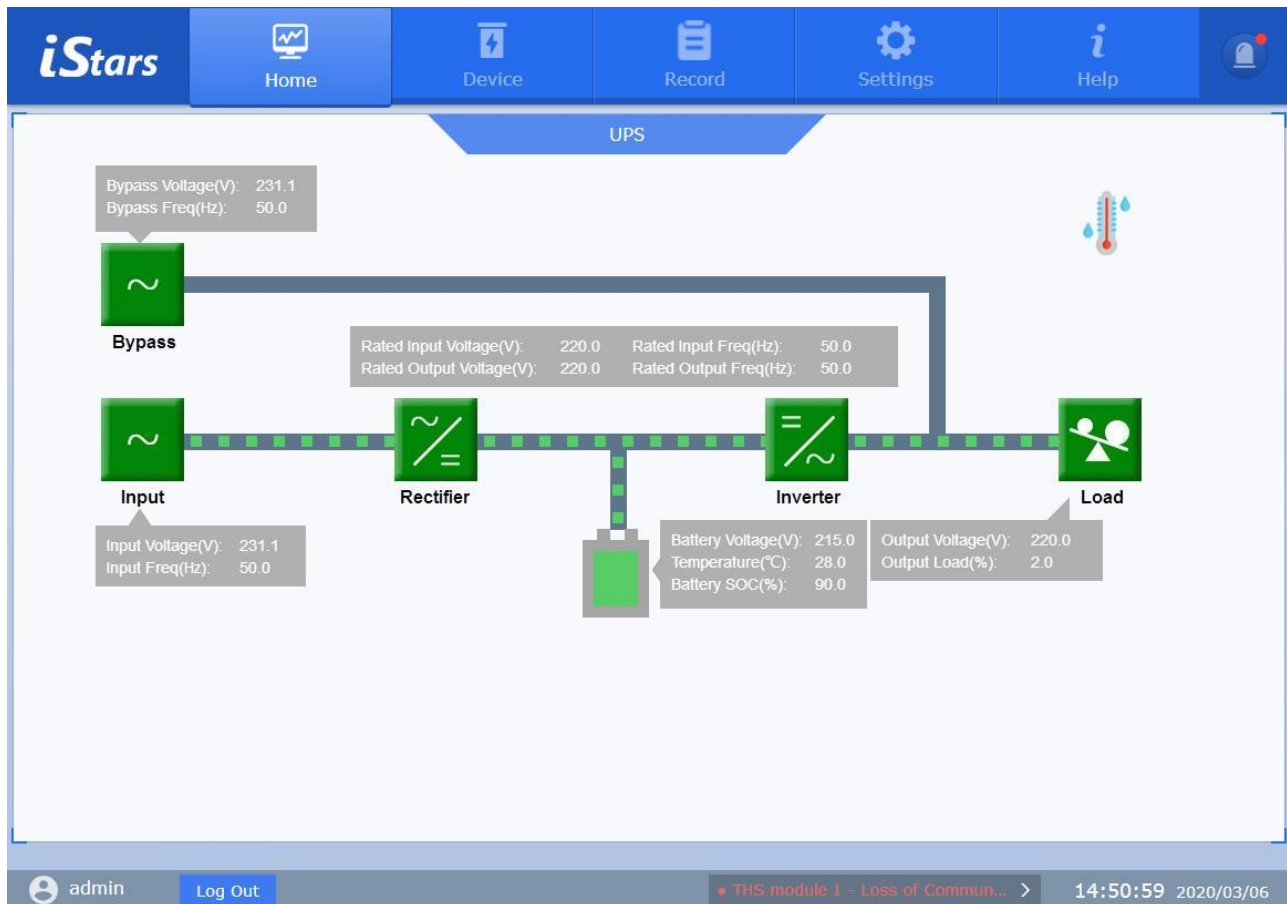 iStars
Home
Device
Record
Settings
Help
UPS
Bypass Voltage(V): 231.1
Bypass Freq(Hz): 50.0
Bypass
Rated Input Voltage(V): 220.0 Rated Input Freq(Hz): 50.0
Rated Output Voltage(V): 220.0 Rated Output Freq(Hz): 50.0
Input
Rectifier
Inverter
Load
Input Voltage(V): 231.1
Input Freq(Hz): 50.0
Battery Voltage(V): 215.0
Temperature(℃): 28.0
Battery SOC(%): 90.0
Output Voltage(V): 220.0
Output Load(%): 2.0
admin
Log Out
• THS module 1 - Loss of Commun... >
14:50:59 2020/03/06